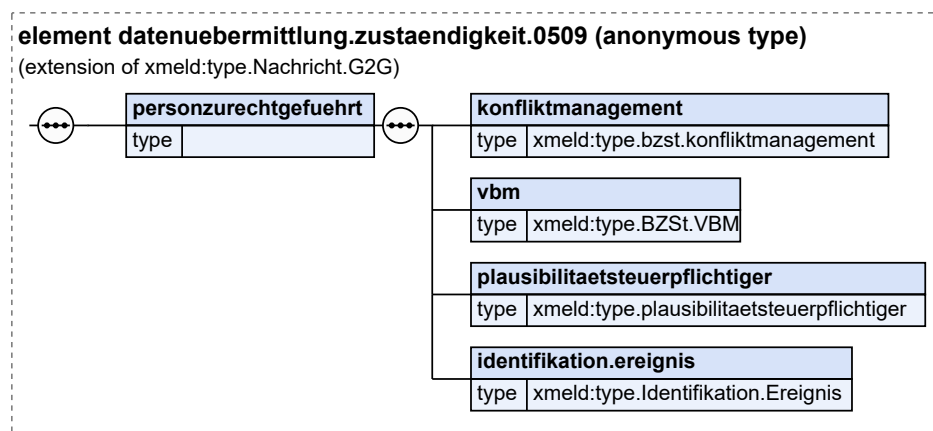 element datenuebermittlung.zustaendigkeit.0509 (anonymous type)
(extension of xmeld:type.Nachricht.G2G)
personzurechtgefuehrt
type
konfliktmanagement
type xmeld:type.bzst.konfliktmanagement
vbm
type xmeld:type.BZSt.VBM
plausibilitaetsteuerpflichtiger
type xmeld:type.plausibilitaetsteuerpflichtiger
identifikation.ereignis
type xmeld:type.Identifikation.Ereignis